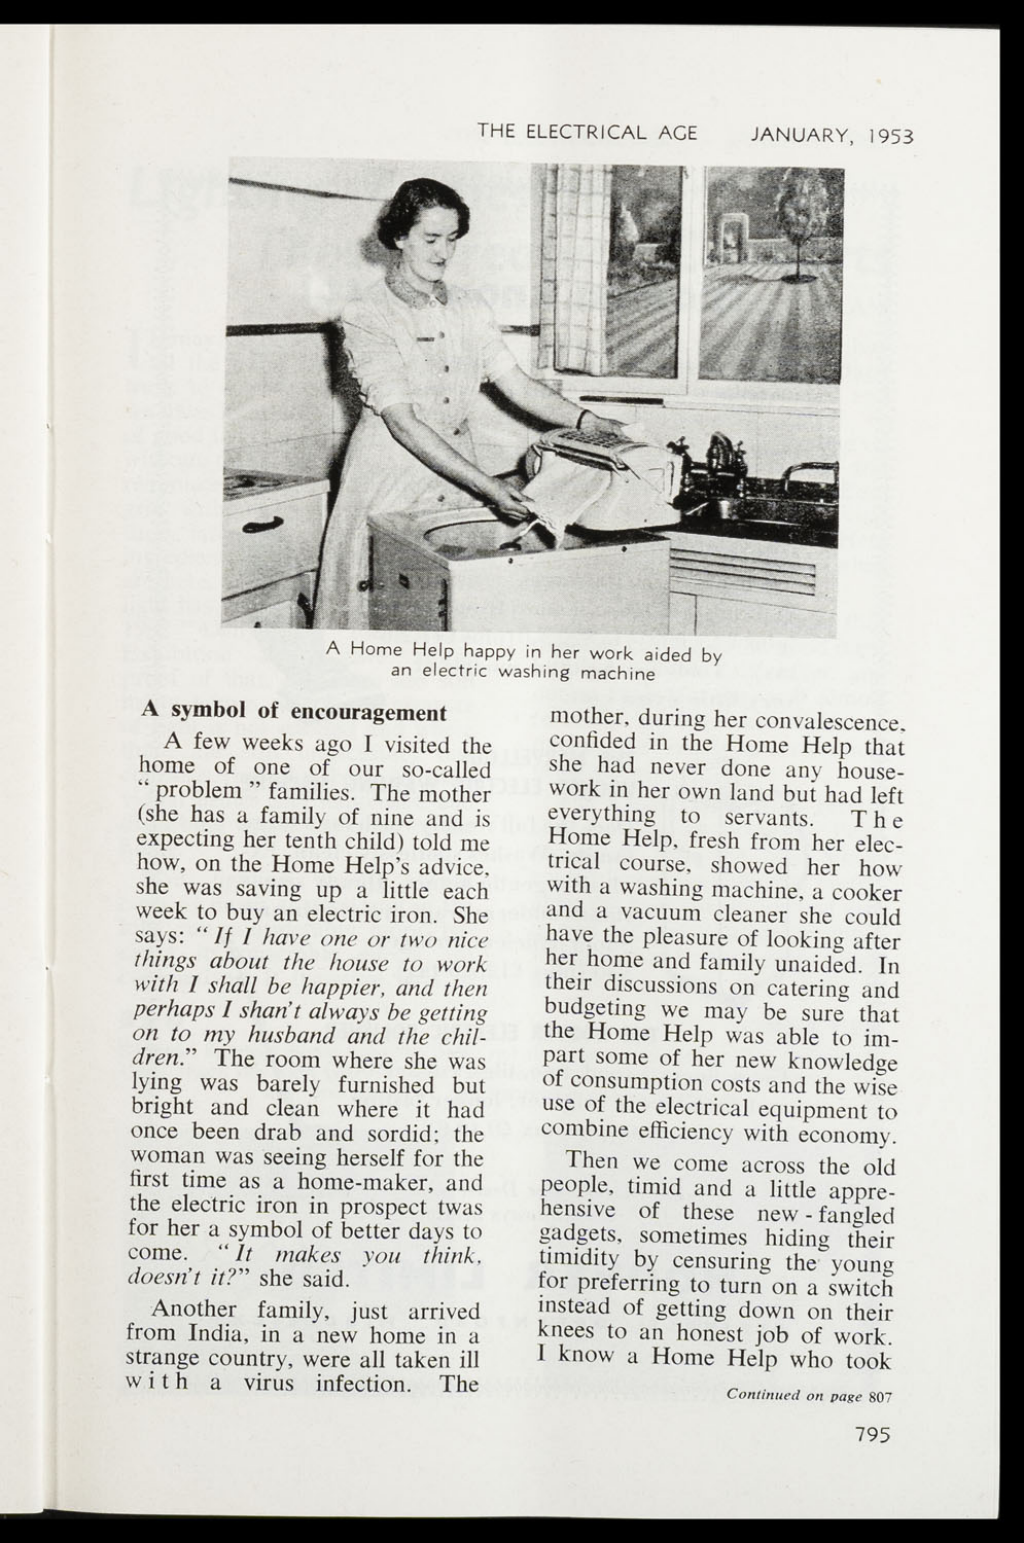 THE ELECTRICAL AGE JANUARY, 1953
A Home Help happy in her work aided by
an electric washing machine
A symbol of encouragement
A few weeks ago I visited the
home of one of our so-called
“ problem ” families. The mother
(she has a family of nine and is
expecting her tenth child) told me
how, on the Home Help's advice,
she was saving up a little each
week to buy an electric iron. She
says: “If I have one or two nice
things about the house to work
with I shall be happier, and then
perhaps I shan't always be getting
on to my husband and the chil-
dren.” The room where she was
lying was barely furnished but
bright and clean where it had
once been drab and sordid; the
woman was seeing herself for the
first time as a home-maker, and
the electric iron in prospect twas
for her a symbol of better days to
come. “It makes you think,
doesn't it?” she said.
Another family, just arrived
from India, in a new home in a
strange country, were all taken ill
with a virus infection. The
mother, during her convalescence,
confided in the Home Help that
she had never done any house-
work in her own land but had left
everything to servants. The
Home Help, fresh from her elec-
trical course, showed her how
with a washing machine, a cooker
and a vacuum cleaner she could
have the pleasure of looking after
her home and family unaided. In
their discussions on catering and
budgeting we may be sure that
the Home Help was able to im-
part some of her new knowledge
of consumption costs and the wise
use of the electrical equipment to
combine efficiency with economy.
Then we come across the old
people, timid and a little appre-
hensive of these new-fangled
gadgets, sometimes hiding their
timidity by censuring the young
for preferring to turn on a switch
instead of getting down on their
knees to an honest job of work.
I know a Home Help who took
Continued on page 807
795